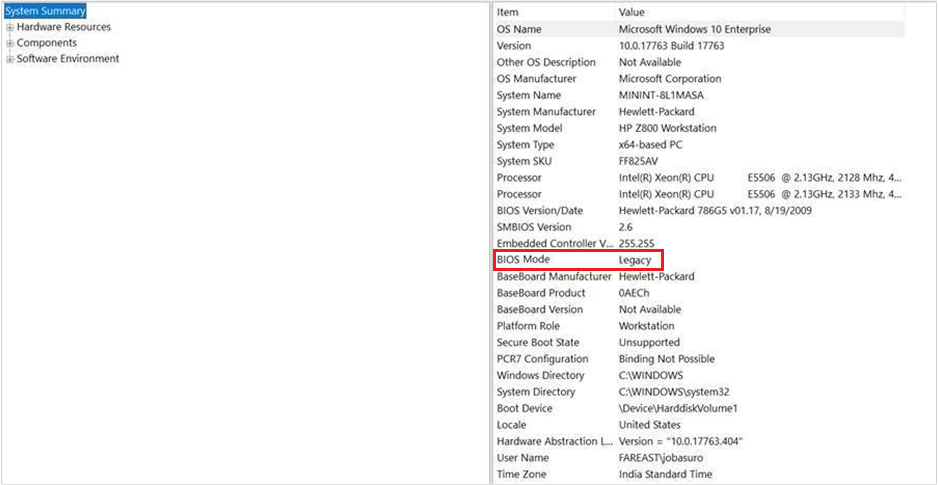 System Summary
Hardware Resources
Components
Software Environment
Item Value
OS Name Microsoft Windows 10 Enterprise
Version 10.0.17763 Build 17763
Other OS Description Not Available
OS Manufacturer Microsoft Corporation
System Name MININT-8L1MASA
System Manufacturer Hewlett-Packard
System Model HP Z800 Workstation
System Type x64-based PC
System SKU FF825AV
Processor Intel(R) Xeon(R) CPU E5506 @ 2.13GHz, 2128 Mhz, 4...
Processor Intel(R) Xeon(R) CPU E5506 @ 2.13GHz, 2133 Mhz, 4...
BIOS Version/Date Hewlett-Packard 786G5 v01.17, 8/19/2009
SMBIOS Version 2.6
Embedded Controller V... 255.255
BIOS Mode Legacy
BaseBoard Manufacturer Hewlett-Packard
BaseBoard Product 0AECh
BaseBoard Version Not Available
Platform Role Workstation
Secure Boot State Unsupported
PCR7 Configuration Binding Not Possible
Windows Directory C:\WINDOWS
System Directory C:\WINDOWS\system32
Boot Device \Device\HarddiskVolume1
Locale United States
Hardware Abstraction L... Version = "10.0.17763.404"
User Name FAREAST\jobasuro
Time Zone India Standard Time